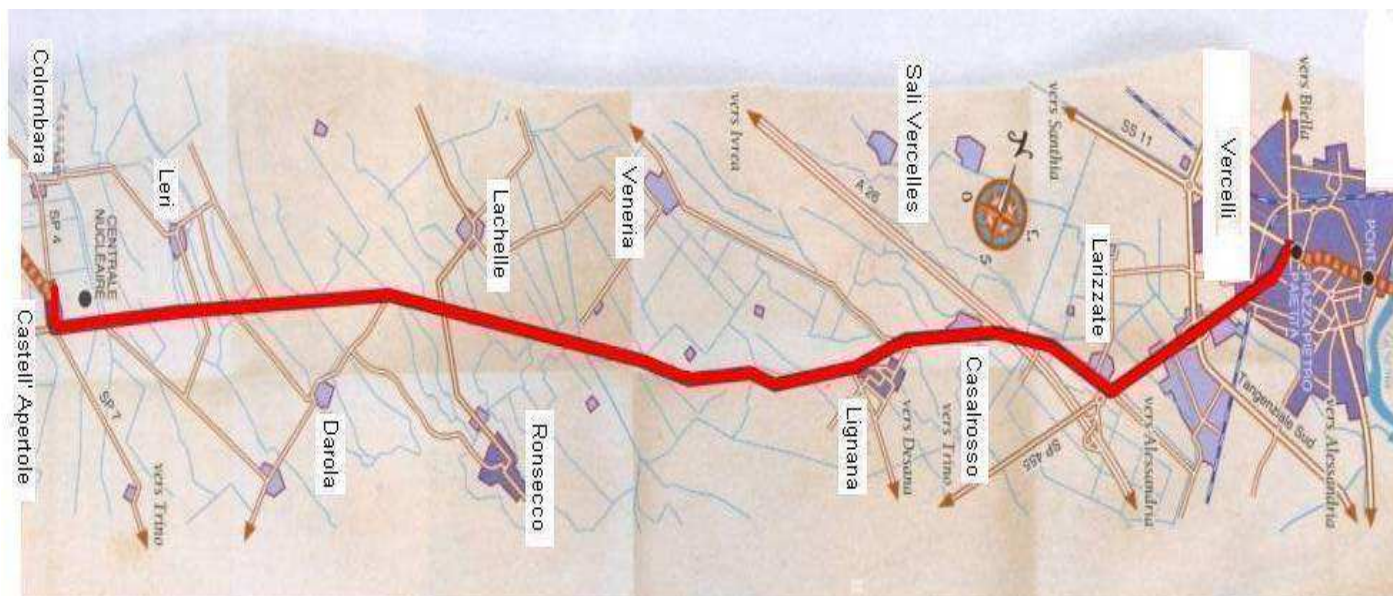 Colombara
SP 4
CENTRALE
NUCLÉAIRE
Castell' Apertole
Leri
SP 7
vers Trino
Darola
Lachelle
Ronsecco
Veneria
vers Ivrea
A 26
Sali Vercelles
N
O
E
S
Lignana
vers Desana
Casalrosso
vers Trino
vers Santhia
SS 11
Larizzate
SP 455
vers Alessandria
Vercelli
vers Biella
PONT
PIAZZA PIETRO
PAIETTA
Tangenziale Sud
vers Alessandria